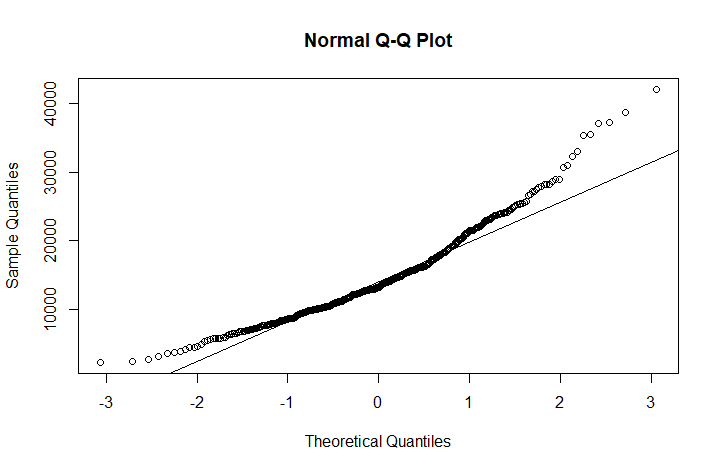 Normal Q-Q Plot
Sample Quantiles
40000
30000
20000
10000
-3 -2 -1 0 1 2 3
Theoretical Quantiles